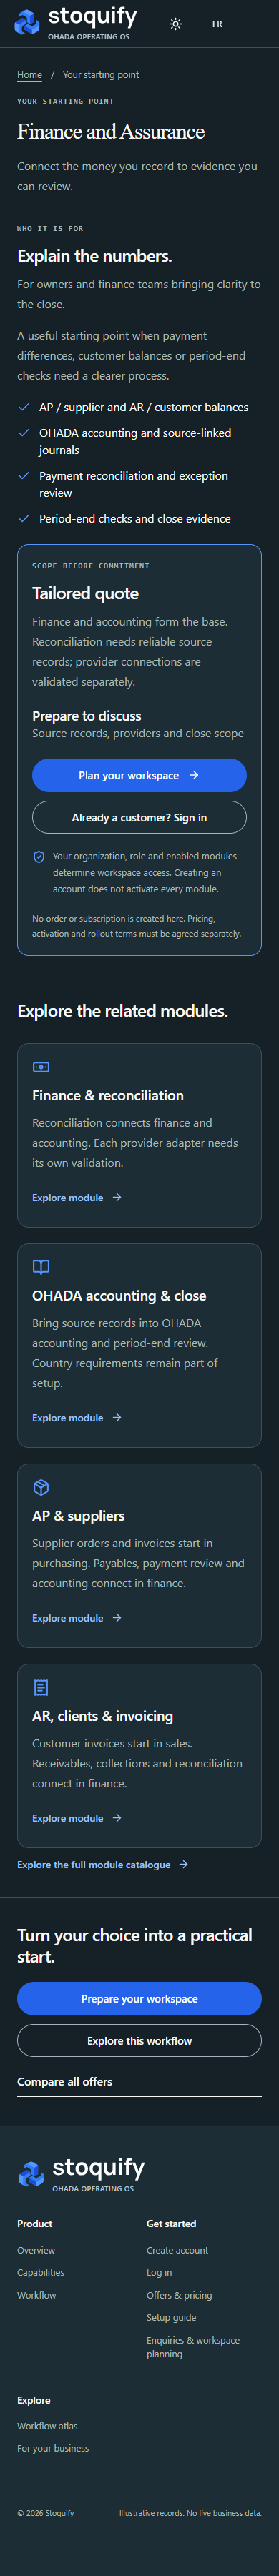 stoquify
OHADA OPERATING OS
FR
Home / Your starting point
YOUR STARTING POINT
Finance and Assurance
Connect the money you record to evidence you
can review.
WHO IT IS FOR
Explain the numbers.
For owners and finance teams bringing clarity to
the close.
A useful starting point when payment
differences, customer balances or period-end
checks need a clearer process.
AP / supplier and AR / customer balances
OHADA accounting and source-linked
journals
Payment reconciliation and exception
review
Period-end checks and close evidence
SCOPE BEFORE COMMITMENT
Tailored quote
Finance and accounting form the base.
Reconciliation needs reliable source
records; provider connections are
validated separately.
Prepare to discuss
Source records, providers and close scope
Plan your workspace
Already a customer? Sign in
Your organization, role and enabled modules
determine workspace access. Creating an
account does not activate every module.
No order or subscription is created here. Pricing,
activation and rollout terms must be agreed separately.
Explore the related modules.
Finance & reconciliation
Reconciliation connects finance and
accounting. Each provider adapter needs
its own validation.
Explore module
OHADA accounting & close
Bring source records into OHADA
accounting and period-end review.
Country requirements remain part of
setup.
Explore module
AP & suppliers
Supplier orders and invoices start in
purchasing. Payables, payment review and
accounting connect in finance.
Explore module
AR, clients & invoicing
Customer invoices start in sales.
Receivables, collections and reconciliation
connect in finance.
Explore module
Explore the full module catalogue
Turn your choice into a practical
start.
Prepare your workspace
Explore this workflow
Compare all offers
stoquify
OHADA OPERATING OS
Product
Overview
Capabilities
Workflow
Get started
Create account
Log in
Offers & pricing
Setup guide
Enquiries & workspace
planning
Explore
Workflow atlas
For your business
© 2026 Stoquify
Illustrative records. No live business data.